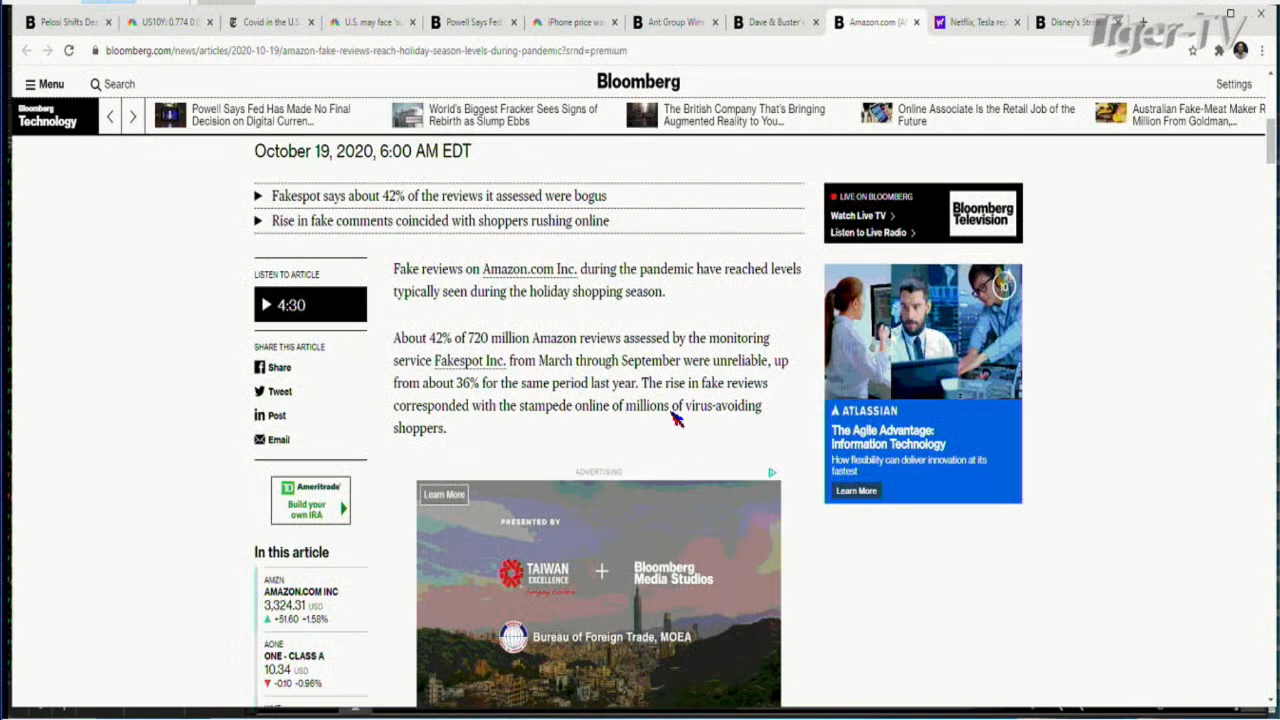 Pelosi Shifts De
US10Y: 0.774 0
Covid in the U.S
U.S. may face 's
Powell Says Fed
iPhone price wa
Ant Group Wins
Dave & Buster's
Amazon.com (A
Netflix, Tesla rep
Disney's Str
Tiger-TV
bloomberg.com/news/articles/2020-10-19/amazon-fake-reviews-reach-holiday-season-levels-during-pandemic?srnd=premium
Menu
Search
Bloomberg
Settings
Bloomberg
Technology
Powell Says Fed Has Made No Final
Decision on Digital Curren...
World's Biggest Fracker Sees Signs of
Rebirth as Slump Ebbs
The British Company That's Bringing
Augmented Reality to You...
Online Associate Is the Retail Job of the
Future
Australian Fake-Meat Maker R
Million From Goldman,...
October 19, 2020, 6:00 AM EDT
Fakespot says about 42% of the reviews it assessed were bogus
Rise in fake comments coincided with shoppers rushing online
LISTEN TO ARTICLE
4:30
SHARE THIS ARTICLE
Share
Tweet
Post
Email
Fake reviews on Amazon.com Inc. during the pandemic have reached levels
typically seen during the holiday shopping season.
About 42% of 720 million Amazon reviews assessed by the monitoring
service Fakespot Inc. from March through September were unreliable, up
from about 36% for the same period last year. The rise in fake reviews
corresponded with the stampede online of millions of virus-avoiding
shoppers.
LIVE ON BLOOMBERG
Watch Live TV
Listen to Live Radio
Bloomberg
Television
10
ATLASSIAN
The Agile Advantage:
Information Technology
How flexibility can deliver innovation at its
fastest
Learn More
ADVERTISING
Learn More
PRESENTED BY
TAIWAN
EXCELLENCE
+
Bloomberg
Media Studios
Bureau of Foreign Trade, MOEA
TD Ameritrade
Build your
own IRA
In this article
AMZN
AMAZON.COM INC
3,324.31 USD
+51.60 +1.58%
AONE
ONE - CLASS A
10.34 USD
-0.10 -0.96%